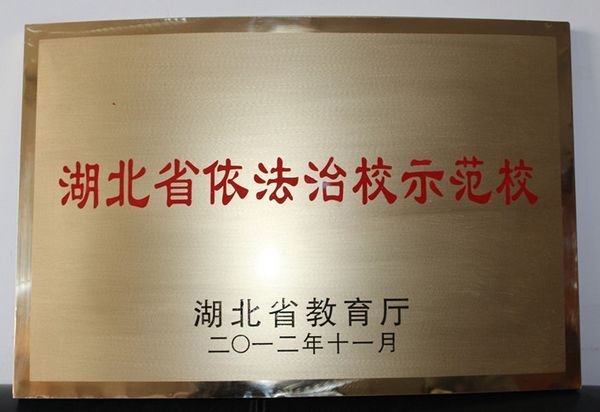 湖北省依法治校示范校
湖北省教育厅
二〇一二年十一月